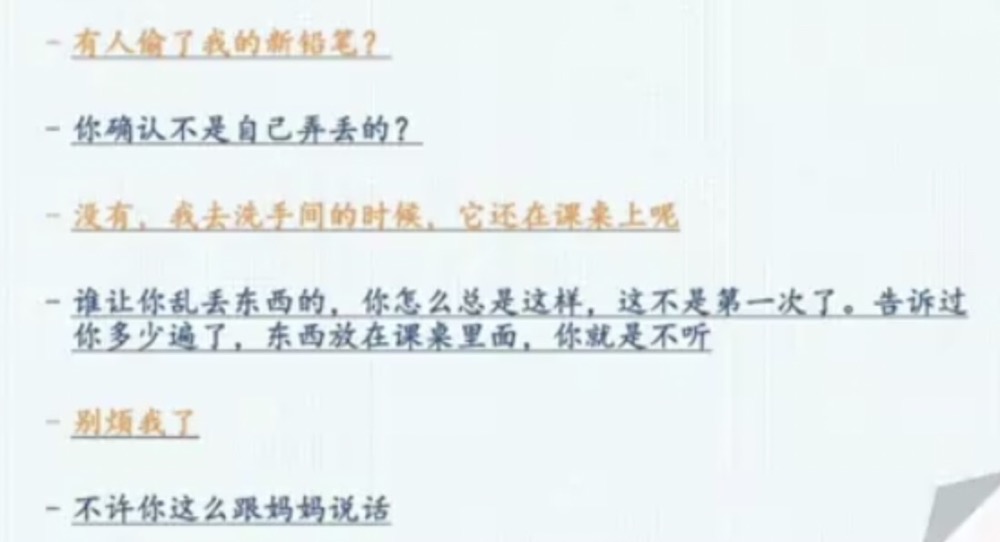 - 有人偷了我的新铅笔？
- 你确认不是自己弄丢的？
- 没有，我去洗手间的时候，它还在课桌上呢
- 谁让你乱丢东西的，你怎么总是这样，这不是第一次了。告诉过
你多少遍了，东西放在课桌里面，你就是不听
- 别烦我了
- 不许你这么跟妈妈说话